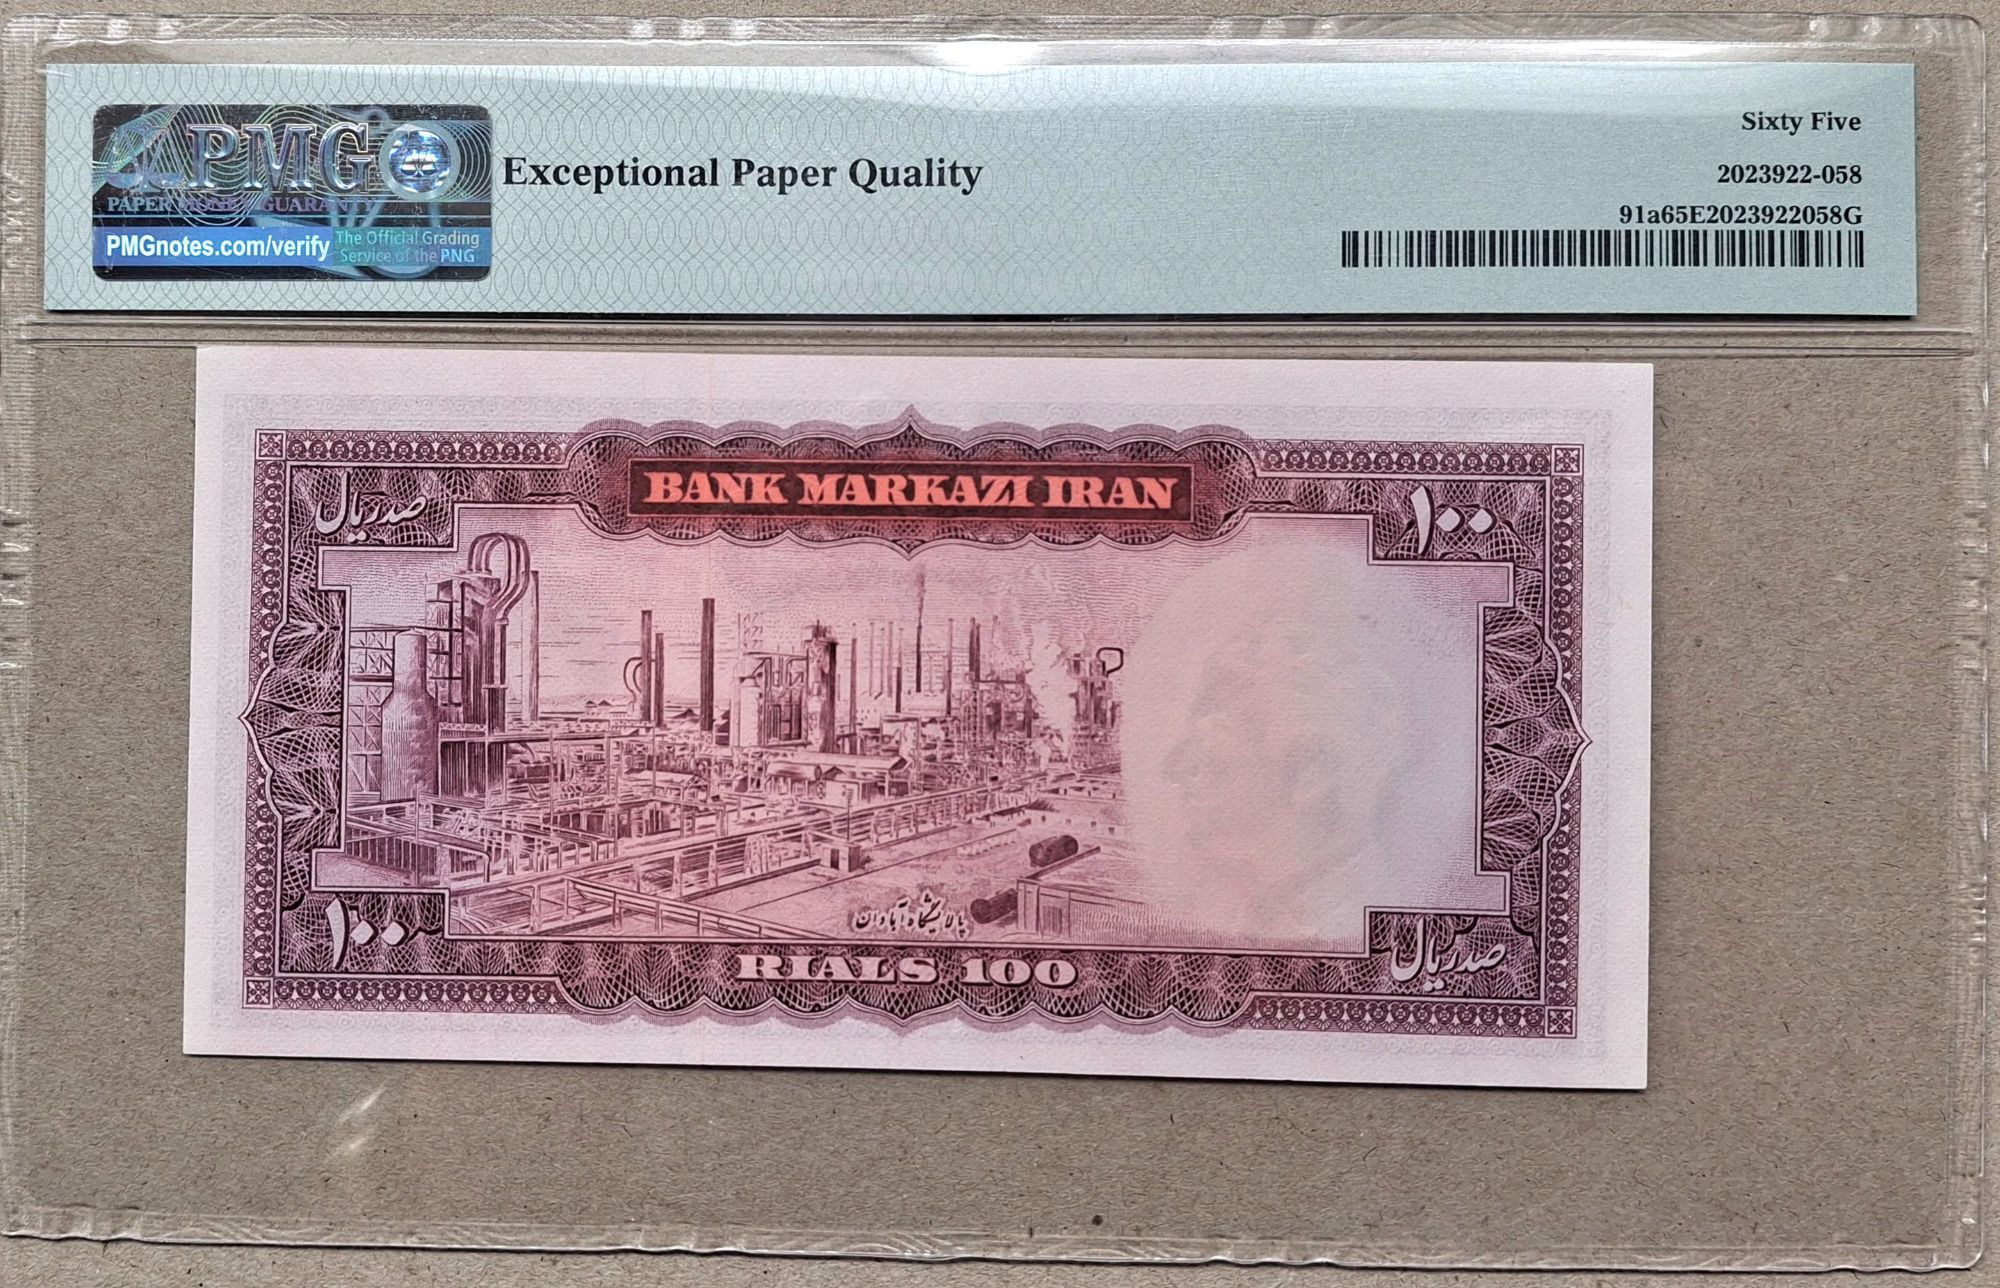 PMG
PAPER MONEY GUARANTY
PMGnotes.com/verify
The Official Grading
Service of the PNG
Exceptional Paper Quality
Sixty Five
2023922-058
91a65E2023922058G
BANK MARKAZI IRAN
صد ریال
۱۰۰
پالایشگاه آبادان
۱۰۰
RIALS 100
صد ریال